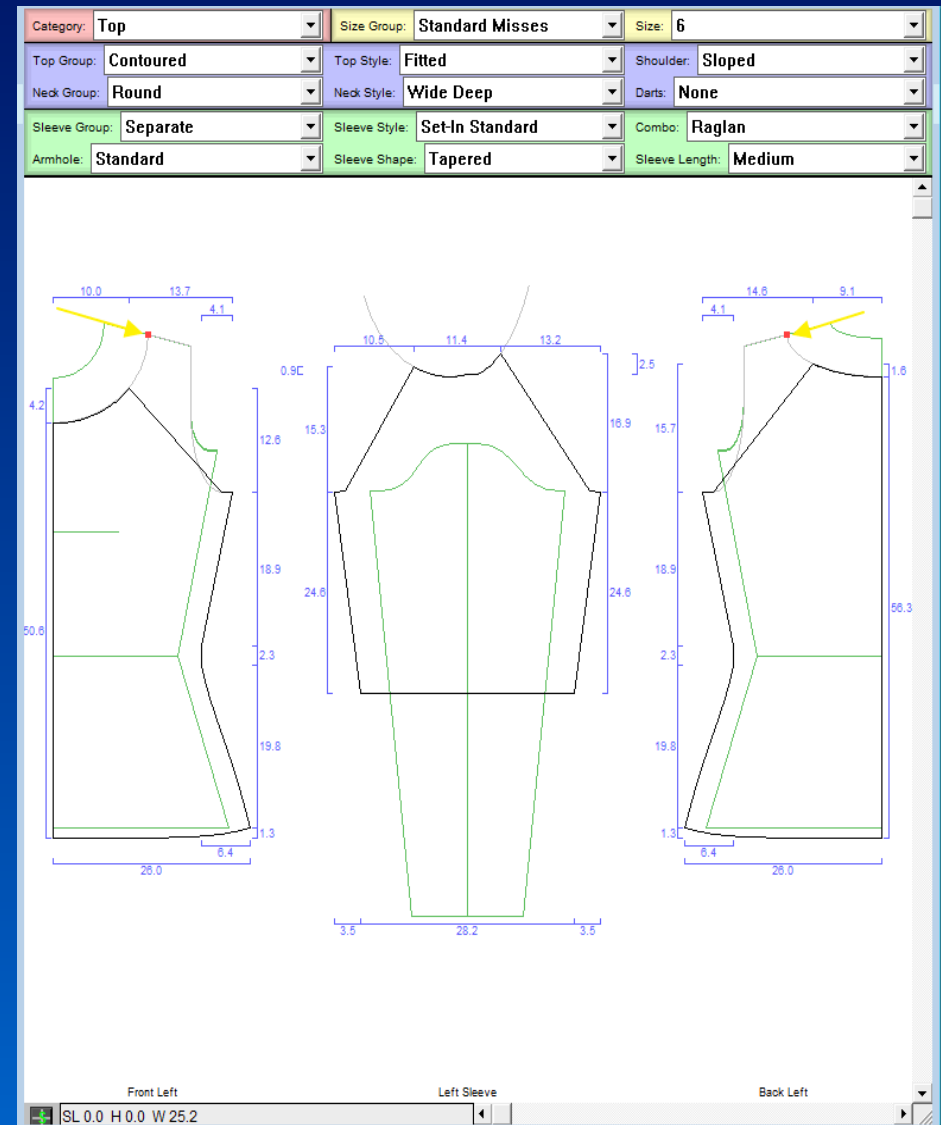 Category: Top Size Group: Standard Misses Size: 6
Top Group: Contoured Top Style: Fitted Shoulder: Sloped
Neck Group: Round Neck Style: Wide Deep Darts: None
Sleeve Group: Separate Sleeve Style: Set-In Standard Combo: Raglan
Armhole: Standard Sleeve Shape: Tapered Sleeve Length: Medium
10.0 13.7 14.6 9.1
4.1 4.1
10.5 11.4 13.2
0.9 2.5 1.6
4.2
12.6 15.3 16.9 15.7
18.9 24.6 24.6 18.9
50.6 56.3
2.3 2.3
19.8 19.8
1.3 1.3
6.4 6.4
26.0 26.0
3.5 28.2 3.5
Front Left Left Sleeve Back Left
SL 0.0 H 0.0 W 25.2